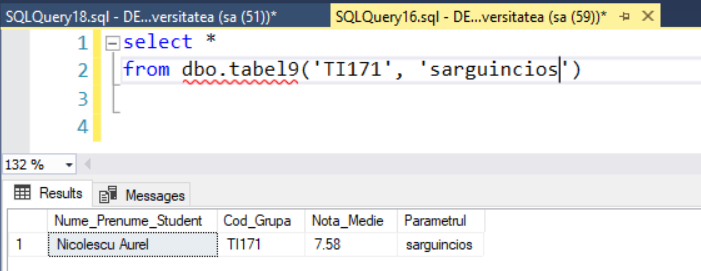 SQLQuery18.sql - DE...versitatea (sa (51))* SQLQuery16.sql - DE...versitatea (sa (59))*
1 select *
2 from dbo.tabel9('TI171', 'sarguincios')
3
4
132 %
Results Messages
Nume_Prenume_Student Cod_Grupa Nota_Medie Parametrul
1 Nicolescu Aurel TI171 7.58 sarguincios